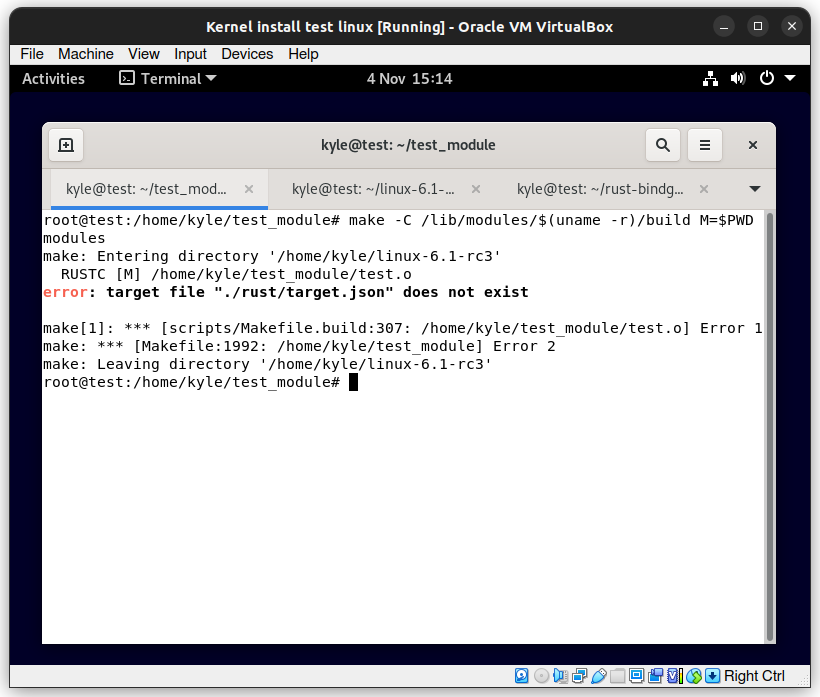 Kernel install test linux [Running] - Oracle VM VirtualBox
File Machine View Input Devices Help
Activities Terminal 4 Nov 15:14
kyle@test: ~/test_module
kyle@test: ~/test_mod... kyle@test: ~/linux-6.1-... kyle@test: ~/rust-bindg...
root@test:/home/kyle/test_module# make -C /lib/modules/$(uname -r)/build M=$PWD
modules
make: Entering directory '/home/kyle/linux-6.1-rc3'
  RUSTC [M] /home/kyle/test_module/test.o
error: target file "./rust/target.json" does not exist

make[1]: *** [scripts/Makefile.build:307: /home/kyle/test_module/test.o] Error 1
make: *** [Makefile:1992: /home/kyle/test_module] Error 2
make: Leaving directory '/home/kyle/linux-6.1-rc3'
root@test:/home/kyle/test_module#
Right Ctrl